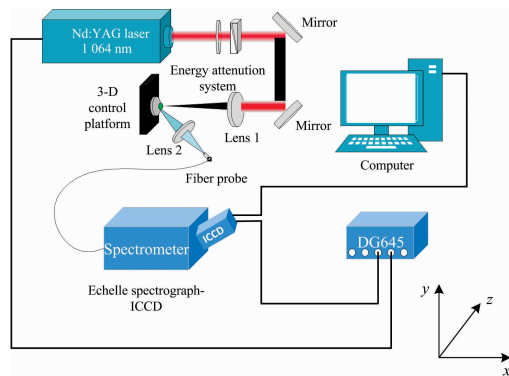 Nd:YAG laser
1 064 nm
Mirror
Energy attenution
system
3-D
control
platform
Lens 1
Mirror
Lens 2
Fiber probe
Computer
Spectrometer
ICCD
DG645
Echelle spectrograph-
ICCD
y
z
x